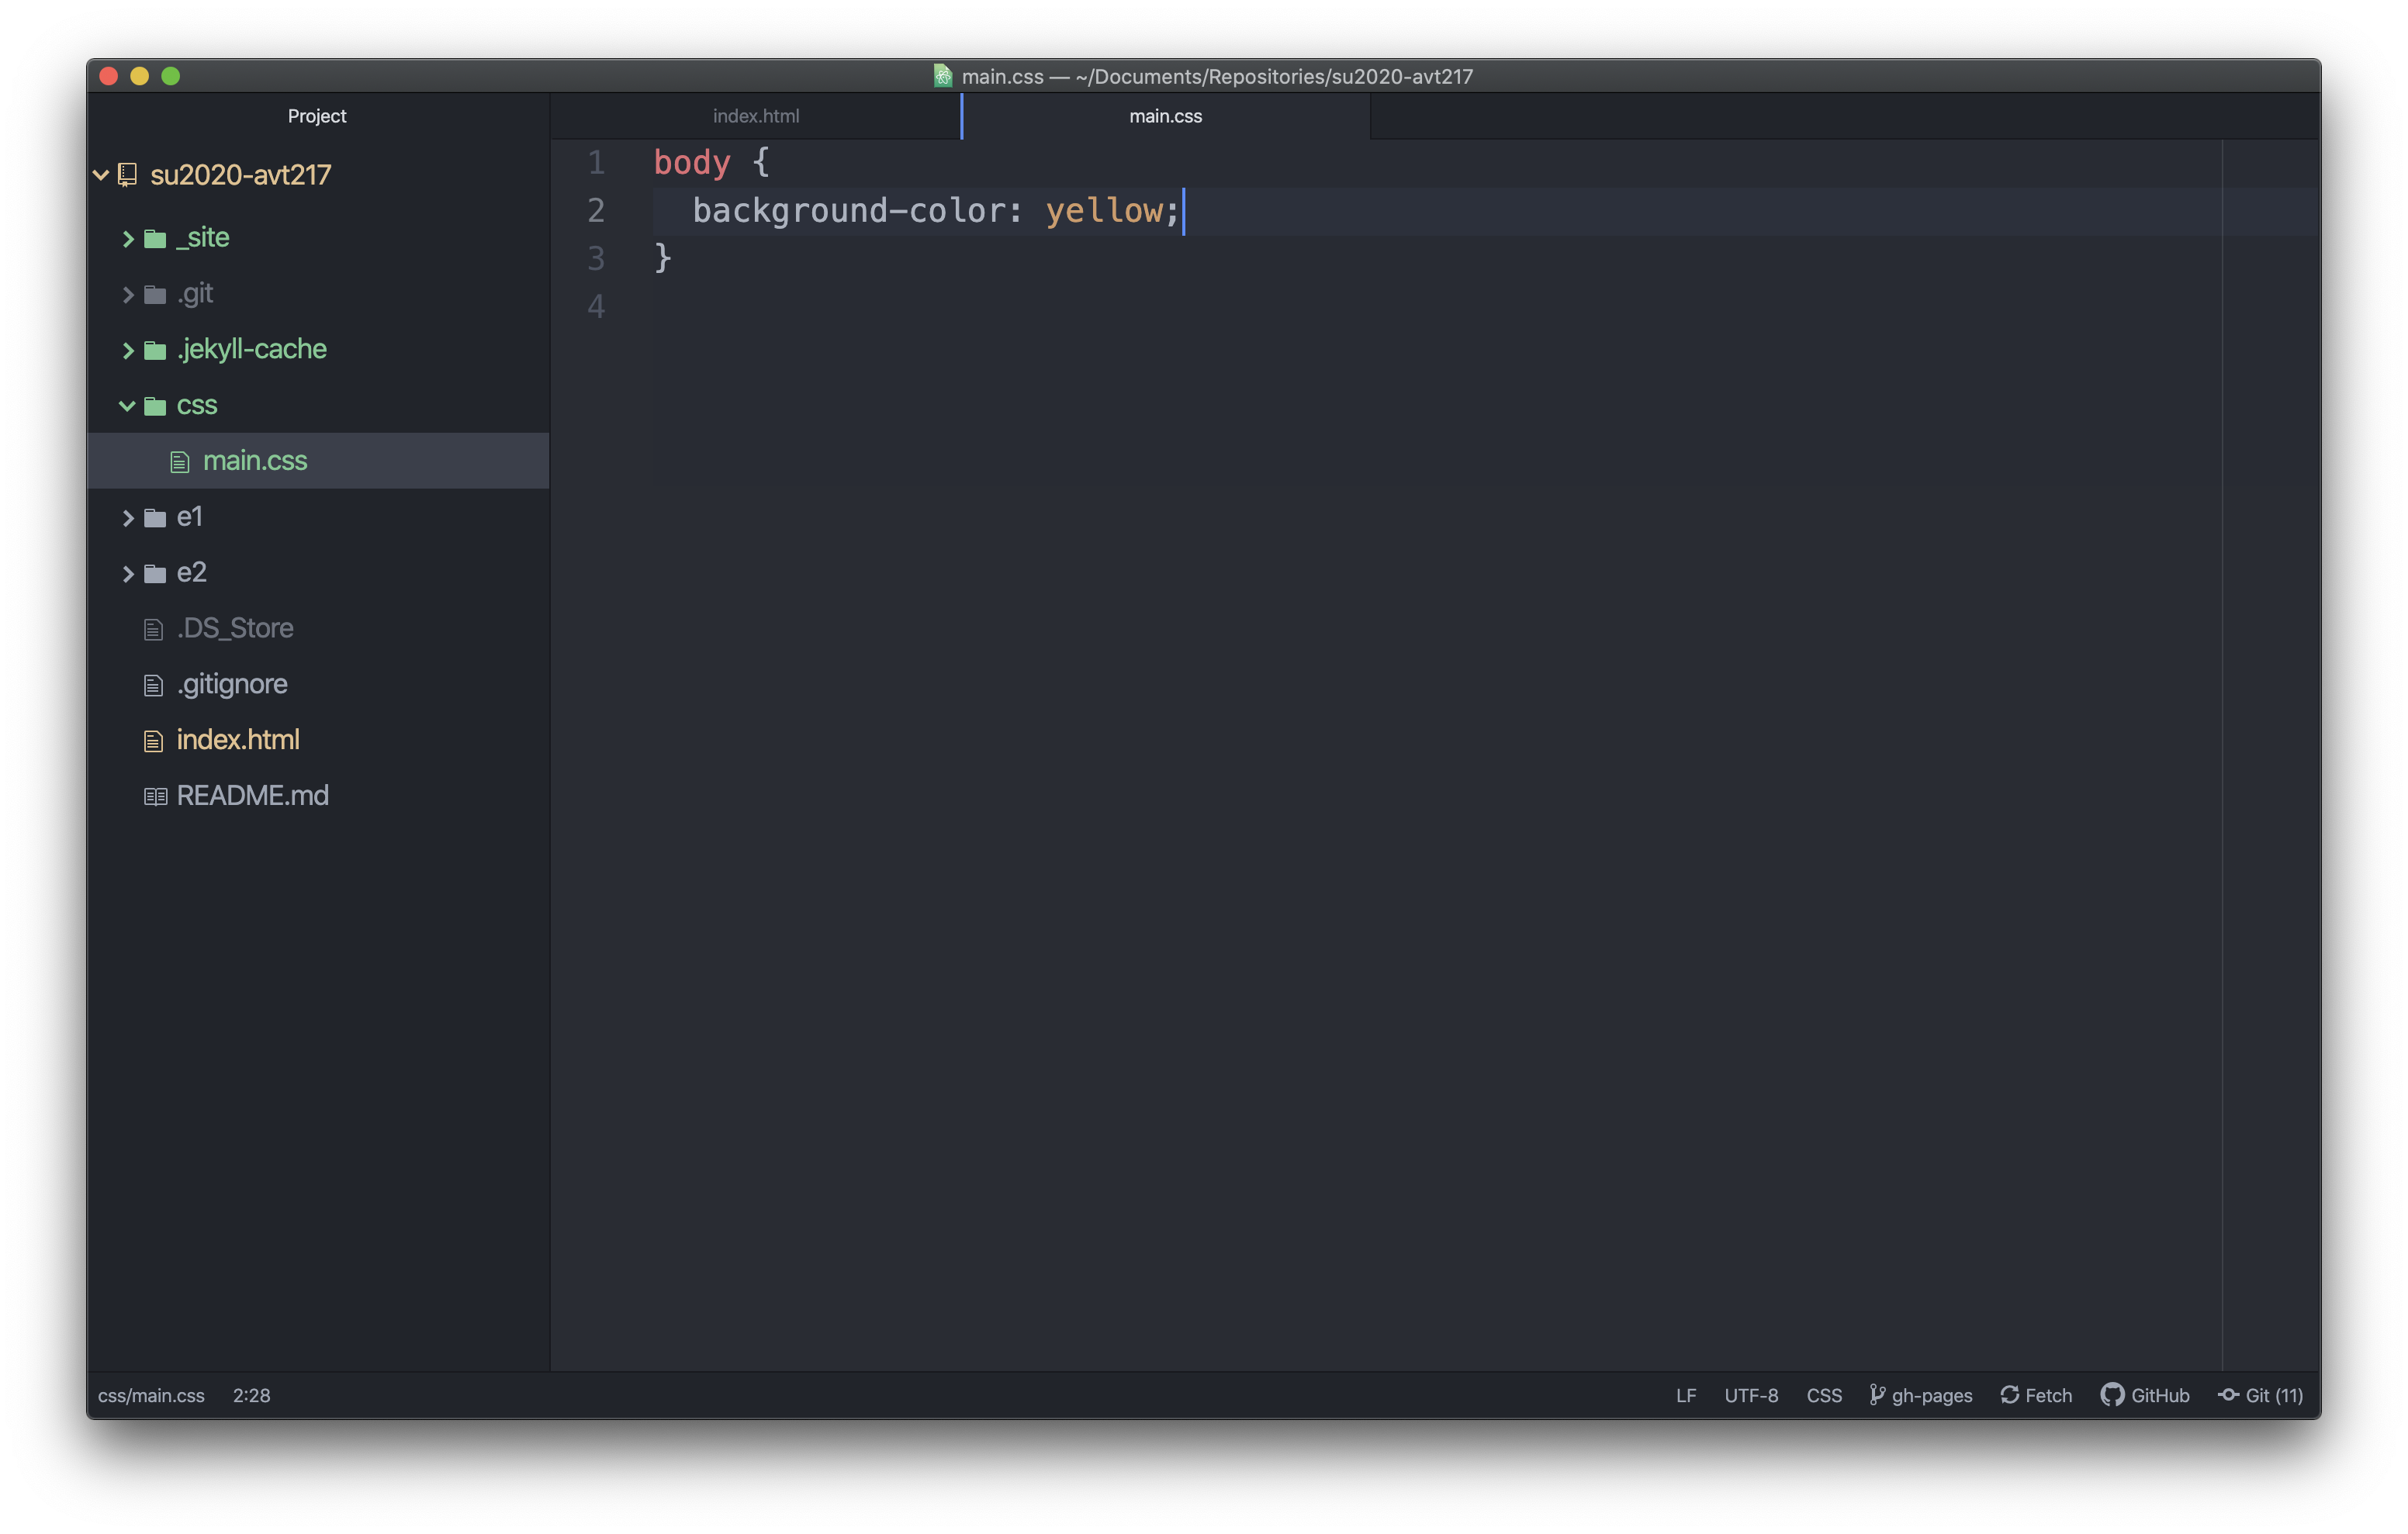 main.css — ~/Documents/Repositories/su2020-avt217
Project
su2020-avt217
_site
.git
.jekyll-cache
css
main.css
e1
e2
.DS_Store
.gitignore
index.html
README.md
index.html
main.css
1 body {
2 background-color: yellow;
3 }
4
css/main.css 2:28
LF UTF-8 CSS gh-pages Fetch GitHub Git (11)